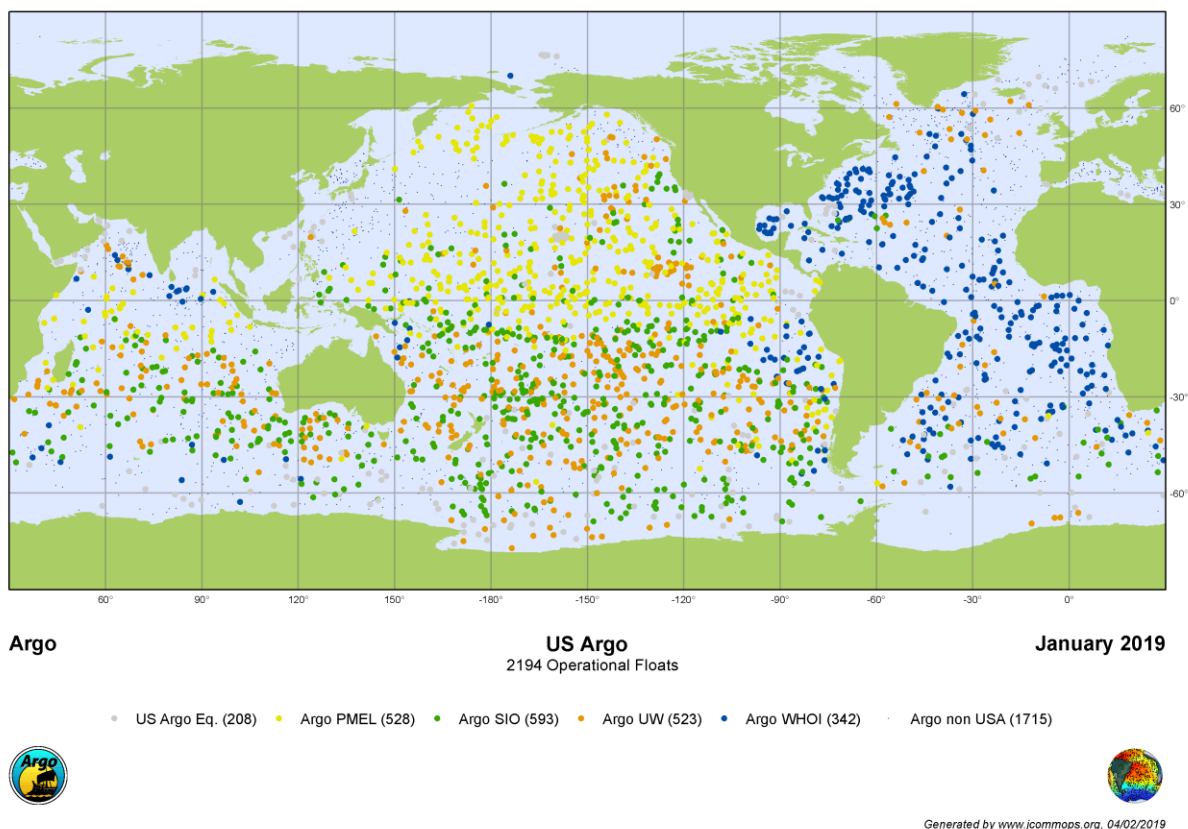 60°
30°
0°
-30°
-60°
60° 90° 120° 150° -180° -150° -120° -90° -60° -30° 0°
Argo US Argo January 2019
2194 Operational Floats
US Argo Eq. (208) Argo PMEL (528) Argo SIO (593) Argo UW (523) Argo WHOI (342) Argo non USA (1715)
Argo
Generated by www.jcommops.org, 04/02/2019